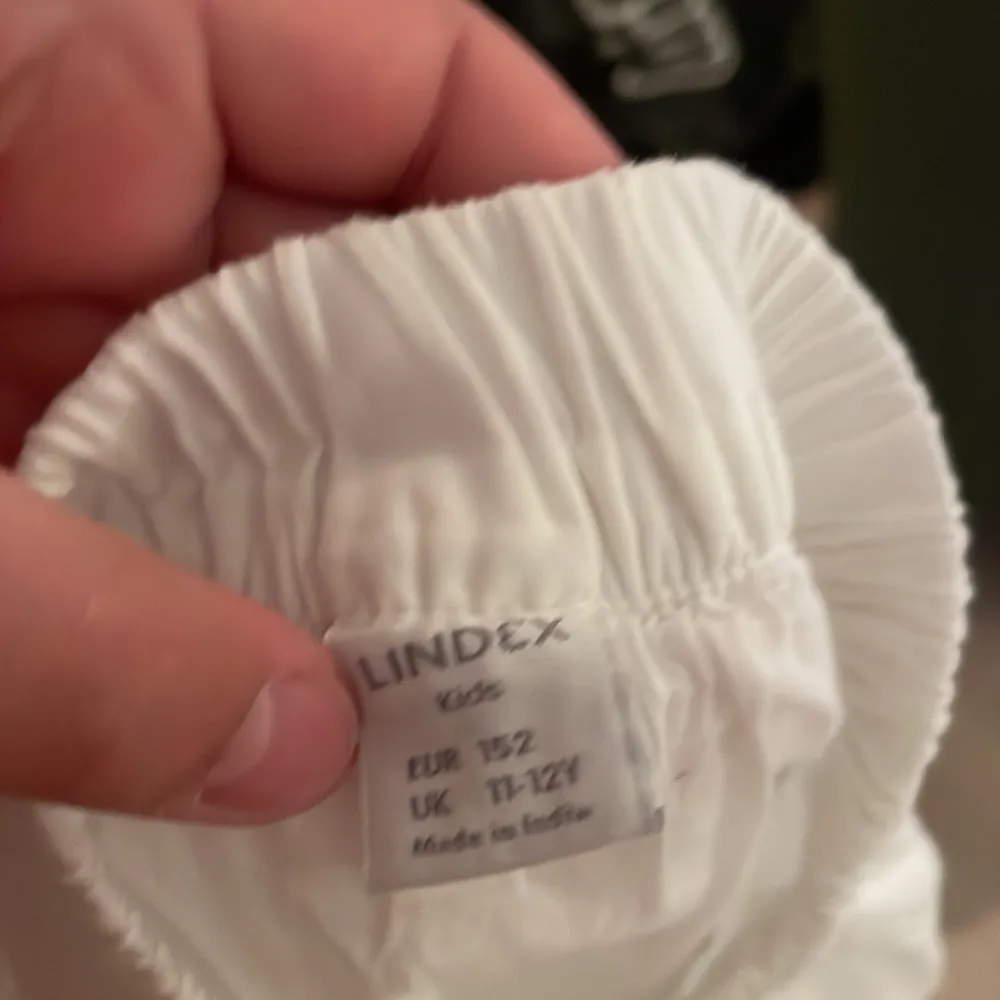 LINDEX
Kids
EUR 152
UK 11-12Y
Made in India